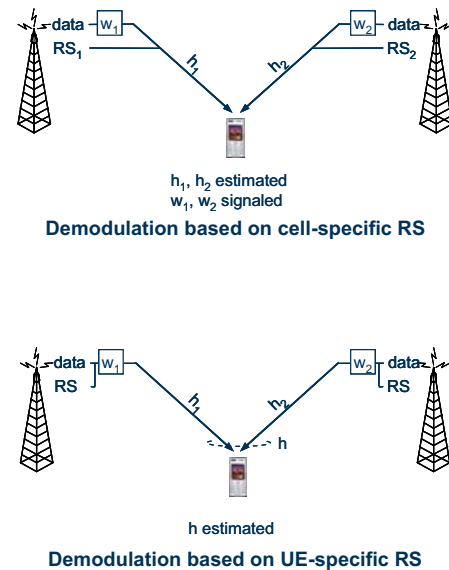 data w₁ w₂ data
RS₁ RS₂
h₁ h₂
h₁, h₂ estimated
w₁, w₂ signaled
Demodulation based on cell-specific RS
data w₁ w₂ data
RS RS
h₁ h₂
h
h estimated
Demodulation based on UE-specific RS